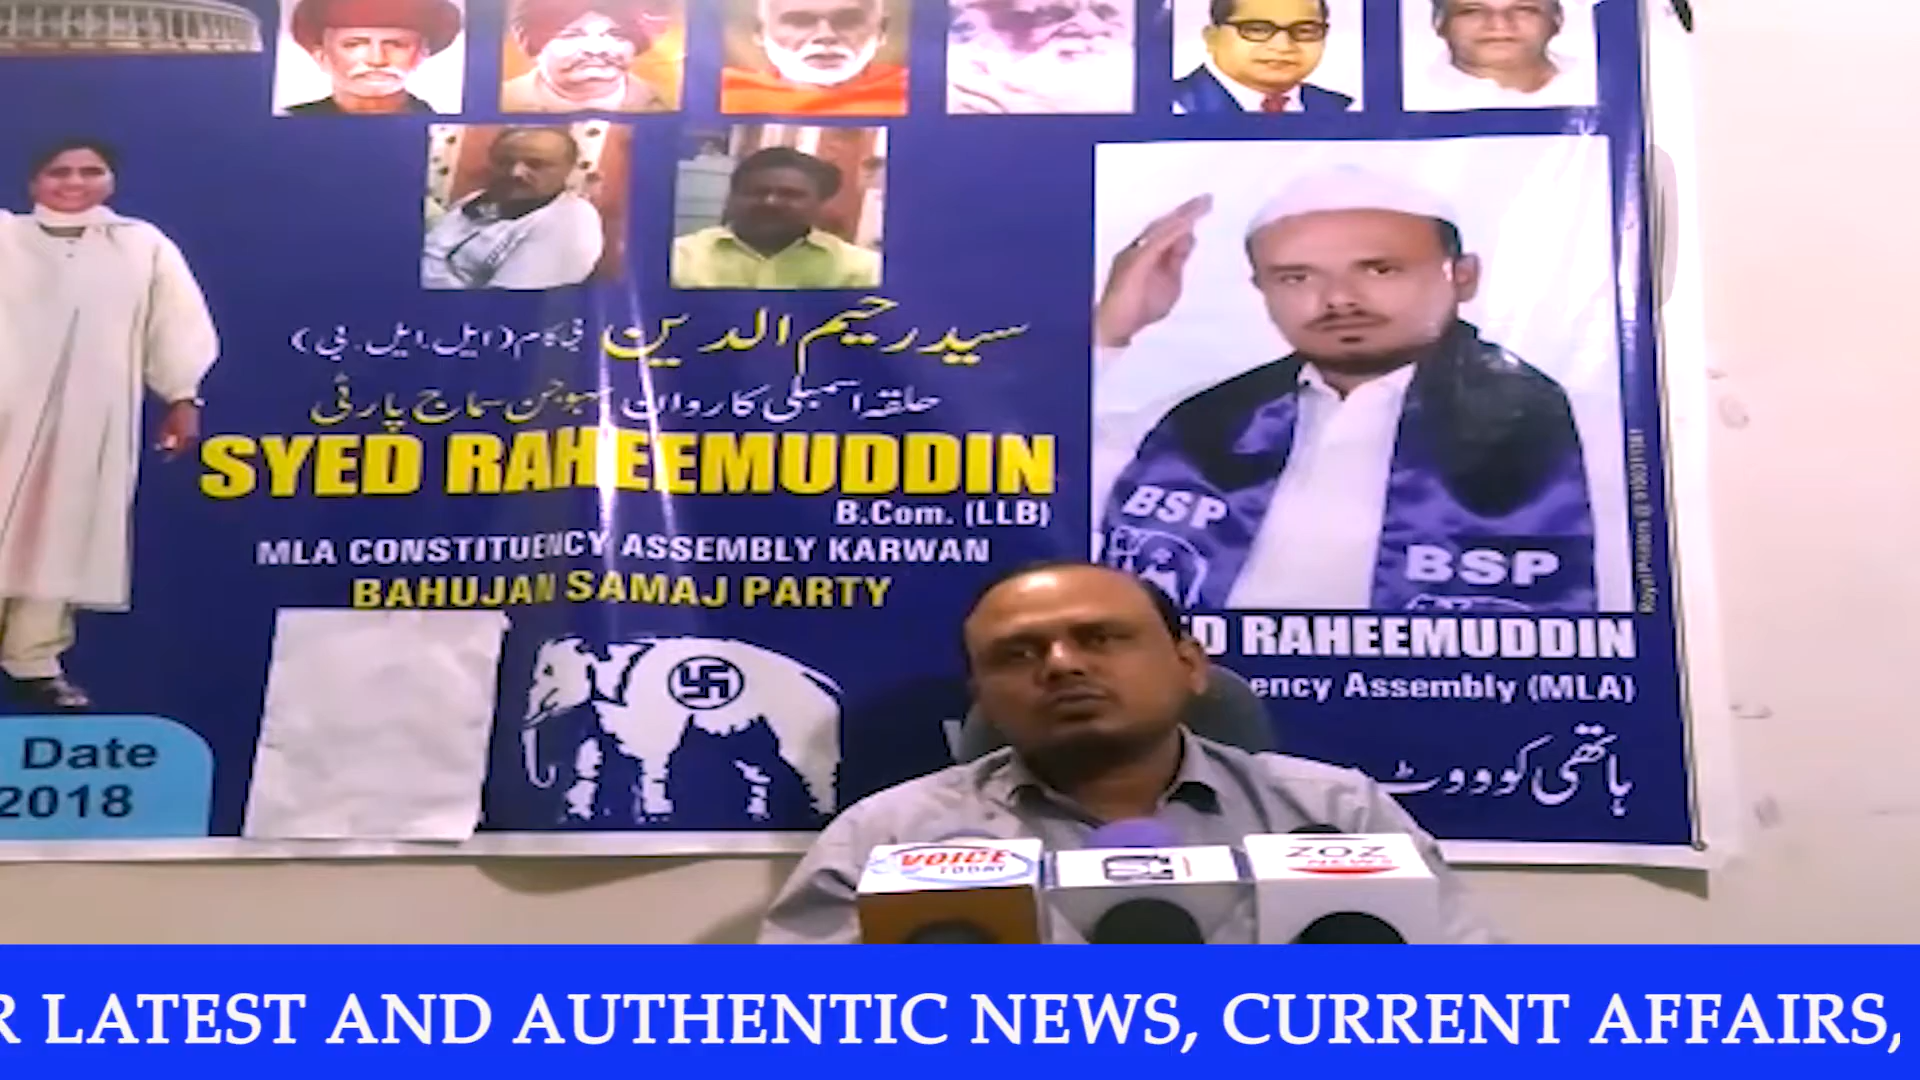 سید رحیم الدین بی کام (ایل.ایل.بی)
حلقہ اسمبلی کاروان بہوجن سماج پارٹی
SYED RAHEEMUDDIN
B.Com. (LLB)
MLA CONSTITUENCY ASSEMBLY KARWAN
BAHUJAN SAMAJ PARTY
BSP
BSP
D RAHEEMUDDIN
ency Assembly (MLA)
ہاتھی کو ووٹ
Date
2018
VOICE
TODAY
ZOZ
NEWS
R LATEST AND AUTHENTIC NEWS, CURRENT AFFAIRS,